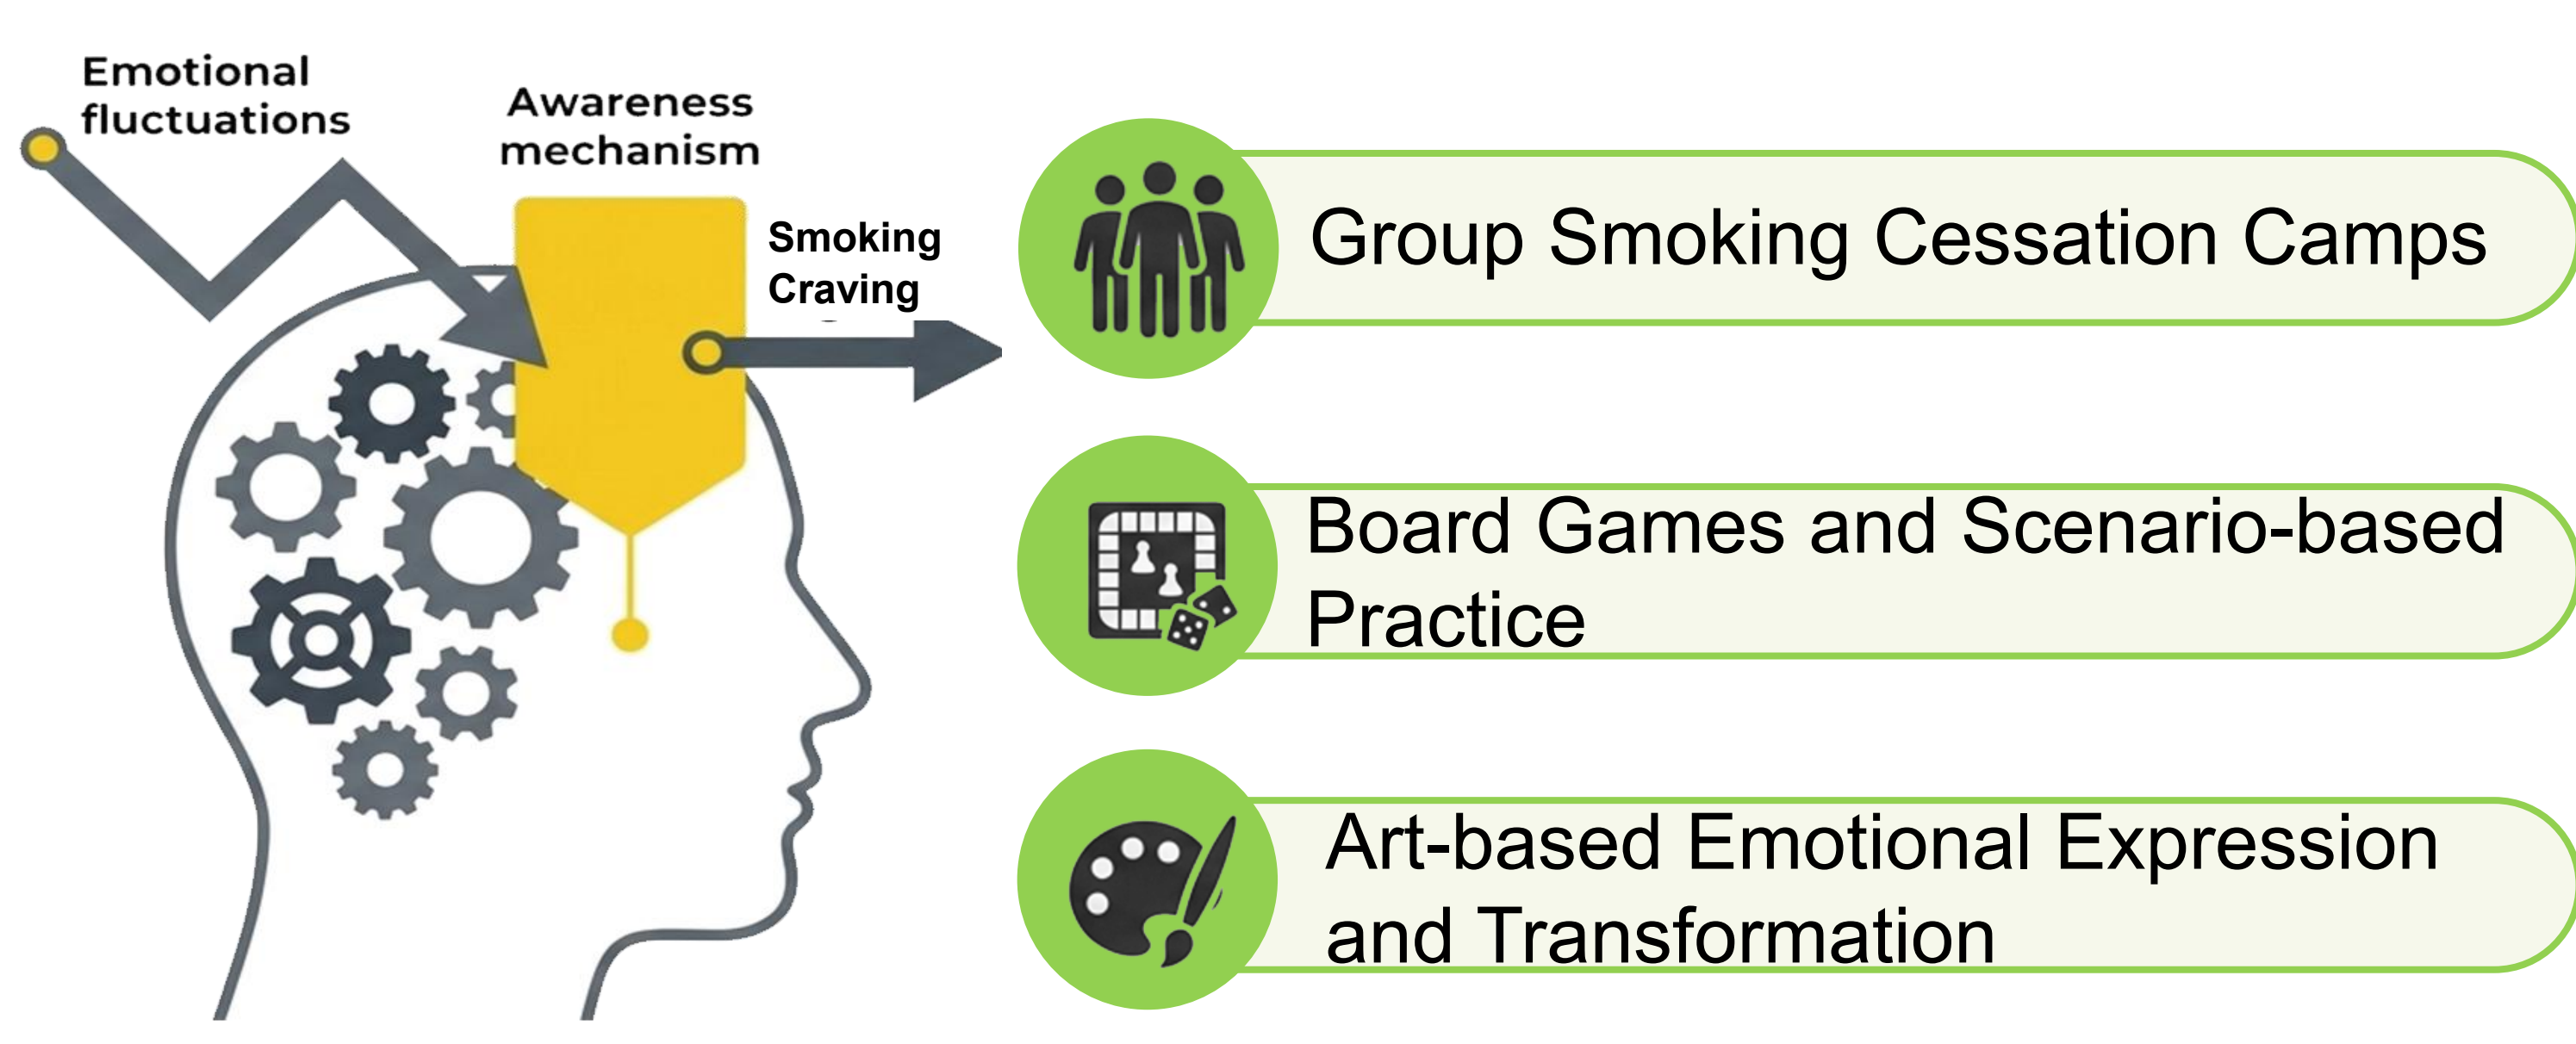 Emotional
fluctuations
Awareness
mechanism
Smoking
Craving
Group Smoking Cessation Camps
Board Games and Scenario-based
Practice
Art-based Emotional Expression
and Transformation